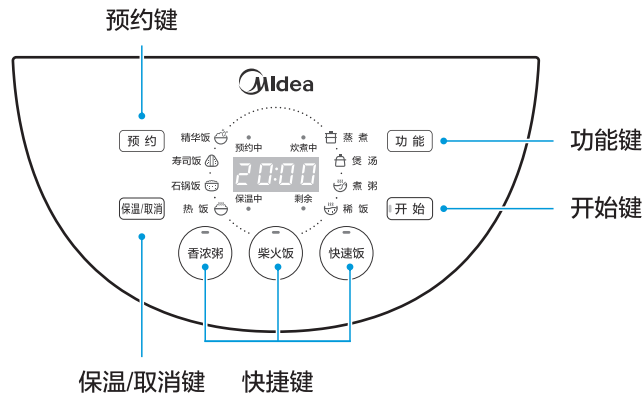 预约键
Midea
预约
精华饭
预约中
炊煮中
蒸煮
功能
功能键
寿司饭
煲汤
20:00
石锅饭
煮粥
保温/取消
热饭
保温中
剩余
稀饭
开始
开始键
香浓粥
柴火饭
快速饭
保温/取消键
快捷键